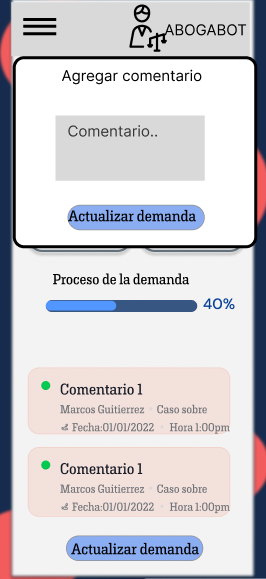 ABOGABOT
Agregar comentario
Comentario..
Actualizar demanda
Proceso de la demanda
40%
Comentario 1
Marcos Guitierrez · Caso sobre
Fecha:01/01/2022 · Hora 1:00pm
Comentario 1
Marcos Guitierrez · Caso sobre
Fecha:01/01/2022 · Hora 1:00pm
Actualizar demanda